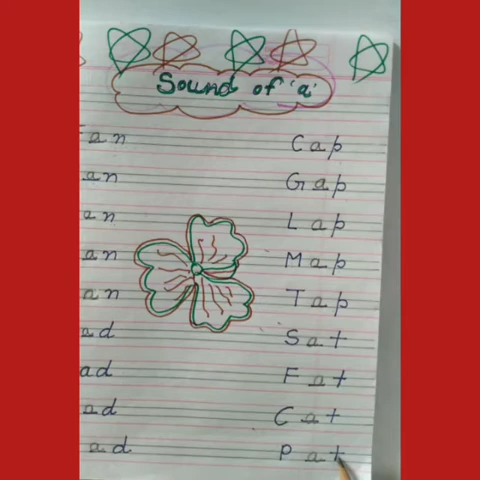 Sound of 'a'
an Cap
an Gap
an Lap
an Map
an Tap
ad Sat
ad Fat
ad Cat
ad Pat